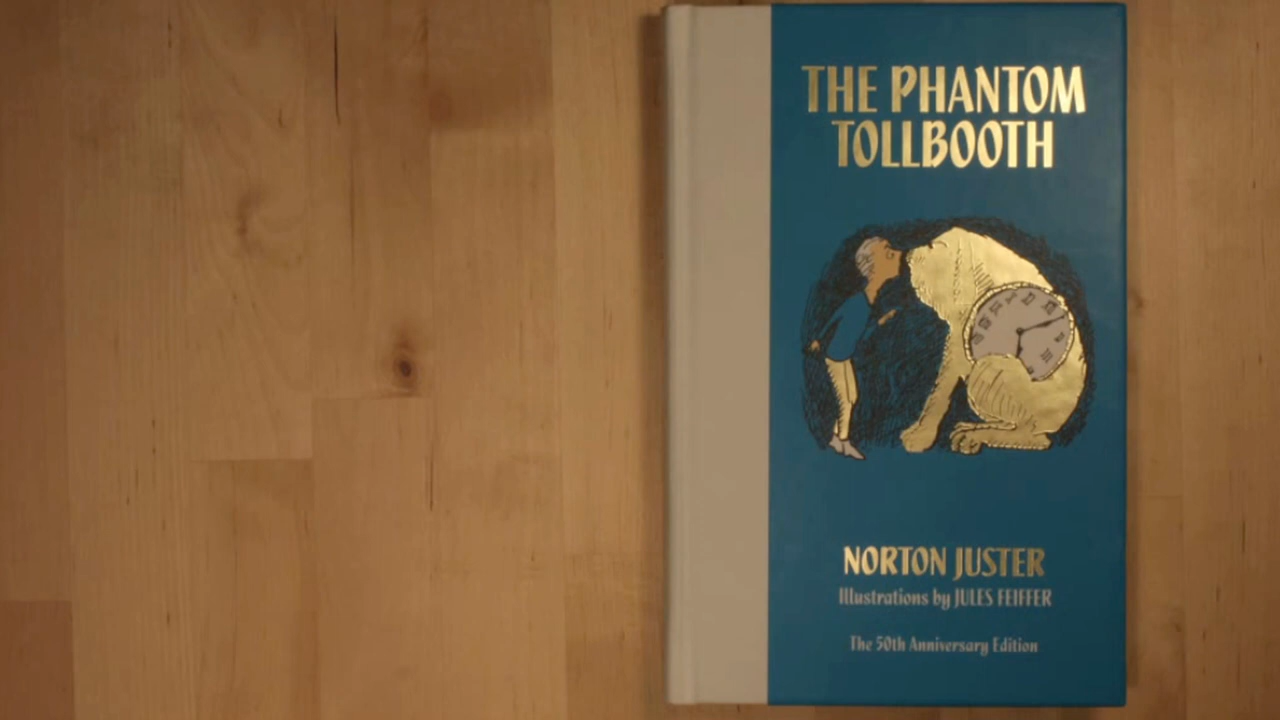 THE PHANTOM
TOLLBOOTH
NORTON JUSTER
Illustrations by JULES FEIFFER
The 50th Anniversary Edition